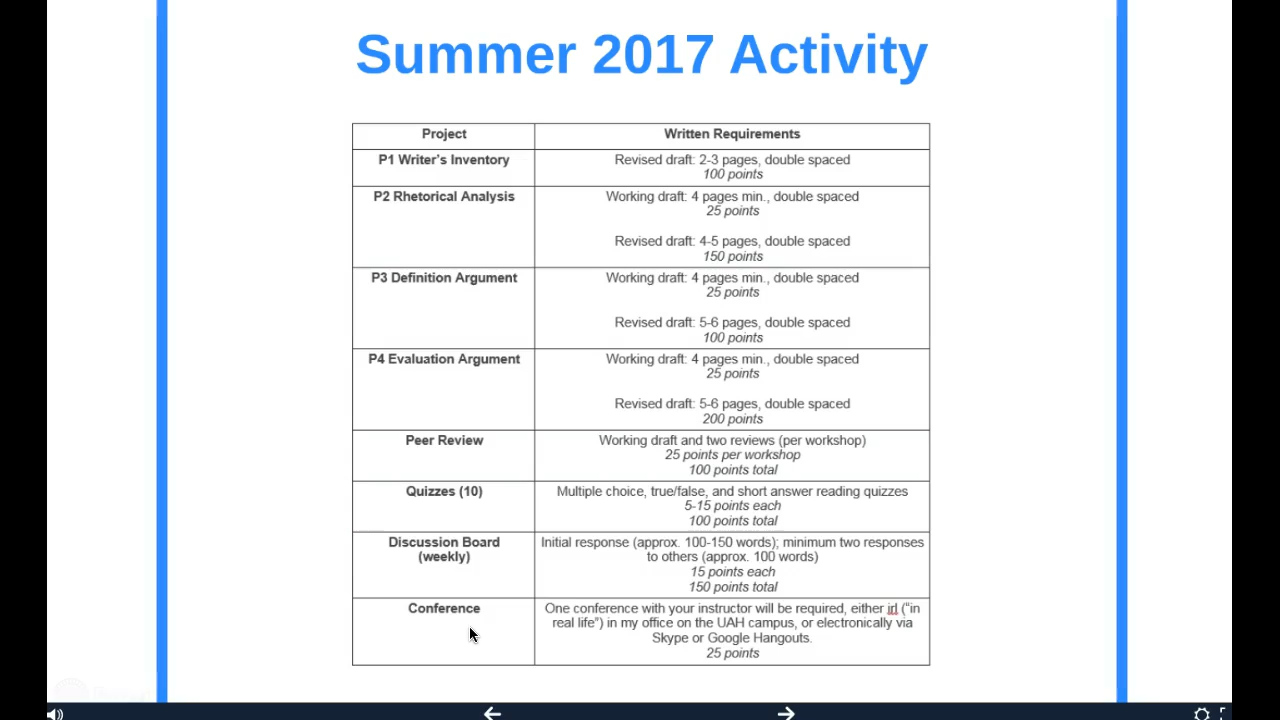 Summer 2017 Activity
Project
Written Requirements
P1 Writer's Inventory
Revised draft: 2-3 pages, double spaced
100 points
P2 Rhetorical Analysis
Working draft: 4 pages min., double spaced
25 points
Revised draft: 4-5 pages, double spaced
150 points
P3 Definition Argument
Working draft: 4 pages min., double spaced
25 points
Revised draft: 5-6 pages, double spaced
100 points
P4 Evaluation Argument
Working draft: 4 pages min., double spaced
25 points
Revised draft: 5-6 pages, double spaced
200 points
Peer Review
Working draft and two reviews (per workshop)
25 points per workshop
100 points total
Quizzes (10)
Multiple choice, true/false, and short answer reading quizzes
5-15 points each
100 points total
Discussion Board
(weekly)
Initial response (approx. 100-150 words); minimum two responses
to others (approx. 100 words)
15 points each
150 points total
Conference
One conference with your instructor will be required, either irl ("in
real life") in my office on the UAH campus, or electronically via
Skype or Google Hangouts.
25 points